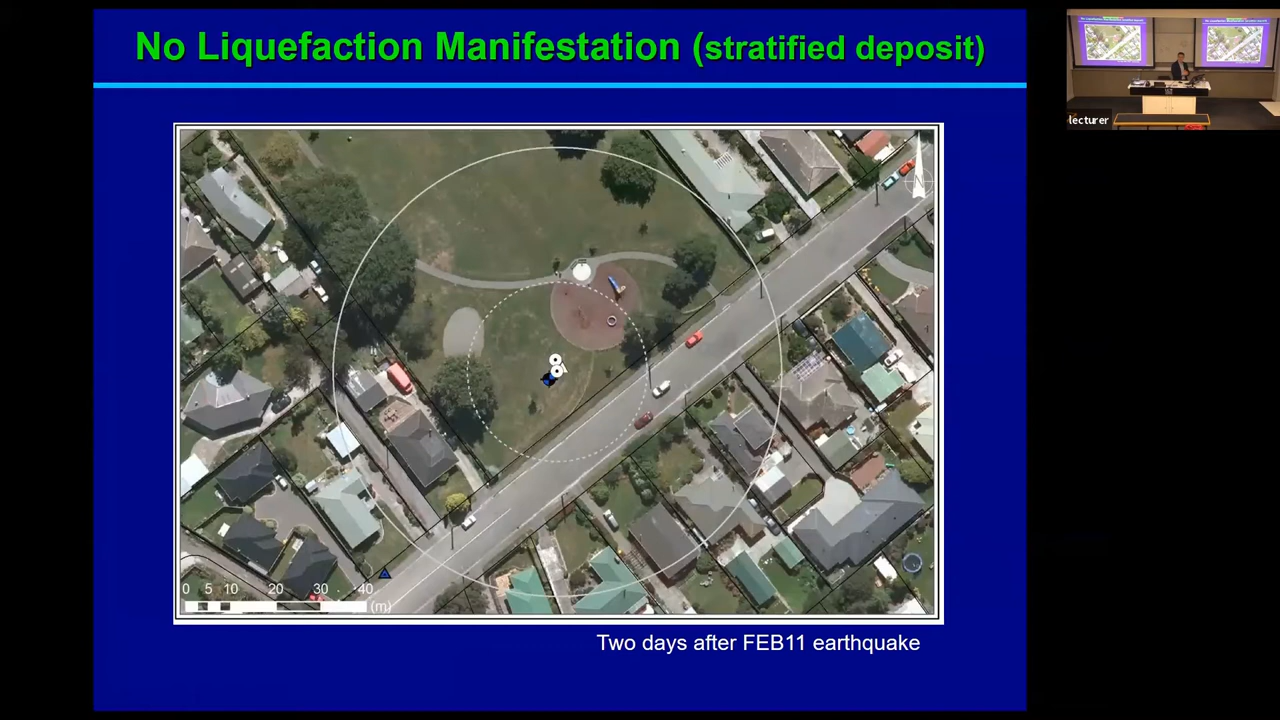 No Liquefaction Manifestation (stratified deposit)
N
0 5 10 20 30 40
(m)
Two days after FEB11 earthquake
lecturer